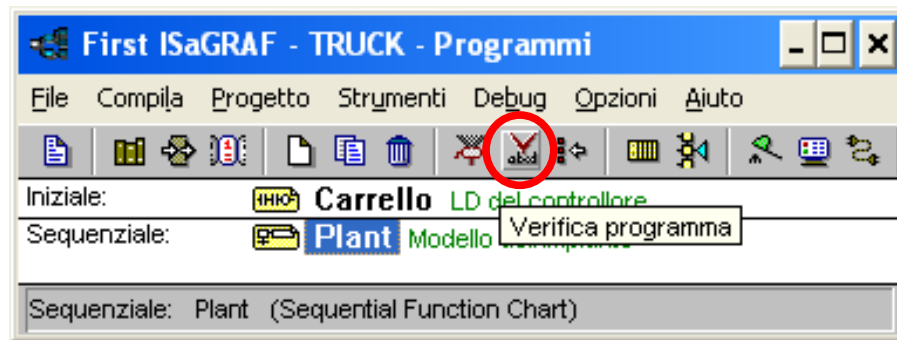 First ISaGRAF - TRUCK - Programmi
File Compila Progetto Strumenti Debug Opzioni Aiuto
Iniziale: Carrello LD del controllore
Verifica programma
Sequenziale: Plant Modello
Sequenziale: Plant (Sequential Function Chart)